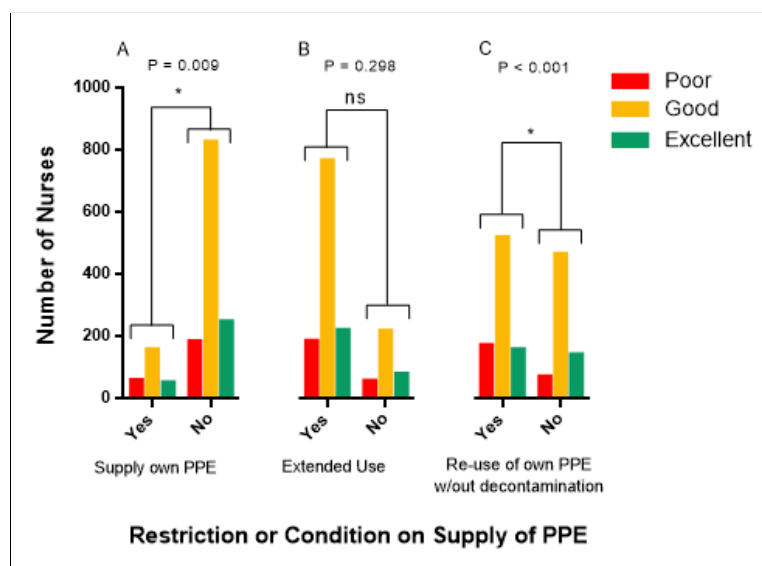 A
P = 0.009
B
P = 0.298
C
P < 0.001
Poor
Good
Excellent
*
ns
*
Number of Nurses
1000
800
600
400
200
0
Yes
No
Yes
No
Yes
No
Supply own PPE
Extended Use
Re-use of own PPE
w/out decontamination
Restriction or Condition on Supply of PPE